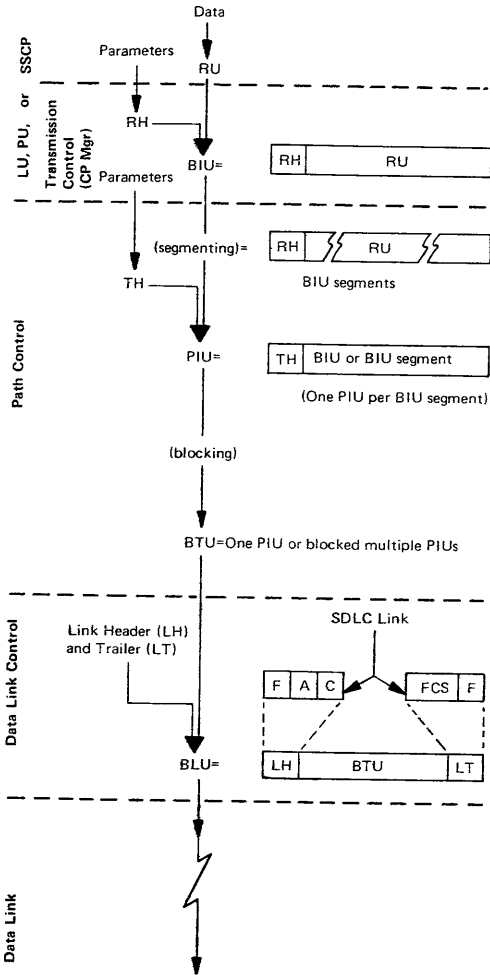 Data
SSCP
Parameters
RU
LU, PU, or
Transmission
Control
(CP Mgr)
RH
BIU=
RH RU
Parameters
Path Control
(segmenting)=
RH RU
BIU segments
TH
PIU=
TH BIU or BIU segment
(One PIU per BIU segment)
(blocking)
BTU=One PIU or blocked multiple PIUs
Data Link Control
Link Header (LH)
and Trailer (LT)
SDLC Link
F A C FCS F
BLU=
LH BTU LT
Data Link